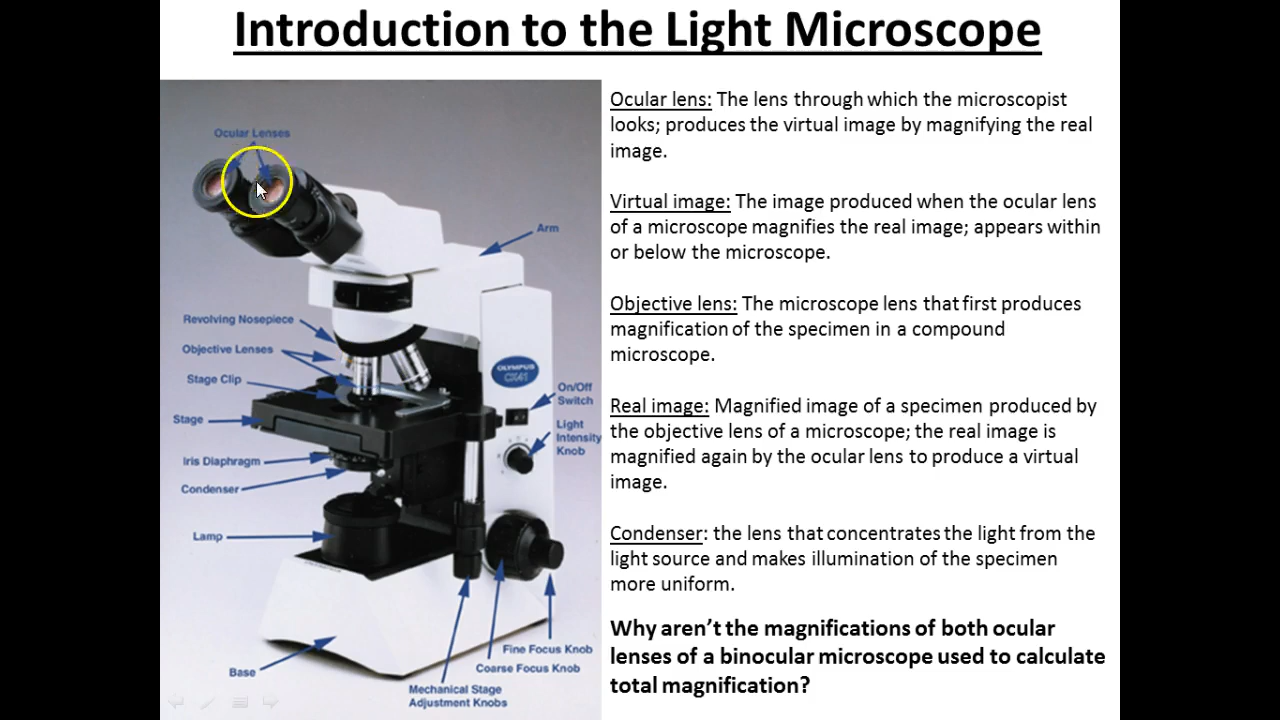 Introduction to the Light Microscope
Ocular Lenses
Arm
Revolving Nosepiece
Objective Lenses
Stage Clip
Stage
Iris Diaphragm
Condenser
Lamp
Base
OLYMPUS
CX41
On/Off
Switch
Light
Intensity
Knob
Fine Focus Knob
Coarse Focus Knob
Mechanical Stage
Adjustment Knobs
Ocular lens: The lens through which the microscopist
looks; produces the virtual image by magnifying the real
image.
Virtual image: The image produced when the ocular lens
of a microscope magnifies the real image; appears within
or below the microscope.
Objective lens: The microscope lens that first produces
magnification of the specimen in a compound
microscope.
Real image: Magnified image of a specimen produced by
the objective lens of a microscope; the real image is
magnified again by the ocular lens to produce a virtual
image.
Condenser: the lens that concentrates the light from the
light source and makes illumination of the specimen
more uniform.
Why aren’t the magnifications of both ocular
lenses of a binocular microscope used to calculate
total magnification?